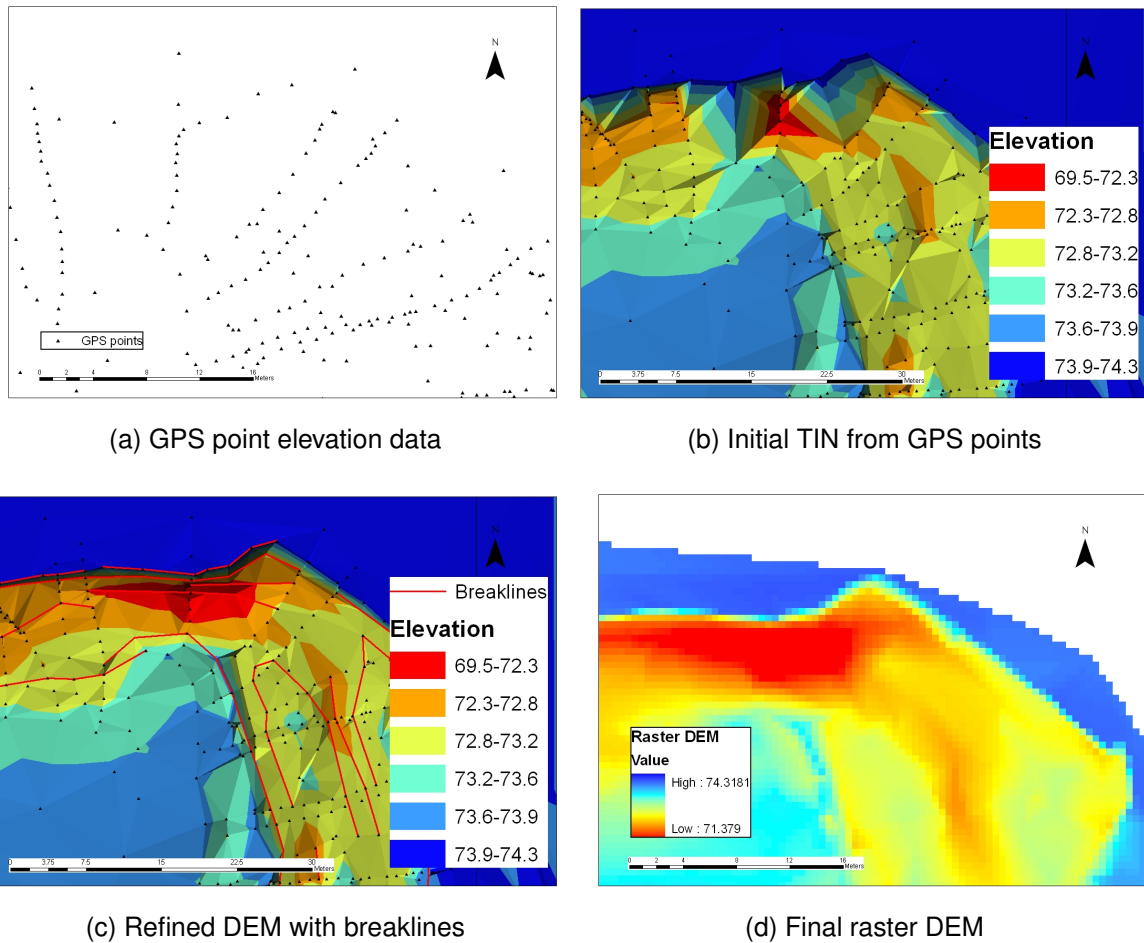 N
GPS points
0 2 4 8 12 16
Meters
(a) GPS point elevation data
N
Elevation
69.5-72.3
72.3-72.8
72.8-73.2
73.2-73.6
73.6-73.9
73.9-74.3
0 3.75 7.5 15 22.5 30
Meters
(b) Initial TIN from GPS points
N
Breaklines
Elevation
69.5-72.3
72.3-72.8
72.8-73.2
73.2-73.6
73.6-73.9
73.9-74.3
0 3.75 7.5 15 22.5 30
Meters
(c) Refined DEM with breaklines
N
Raster DEM
Value
High : 74.3181
Low : 71.379
0 2 4 8 12 16
Meters
(d) Final raster DEM